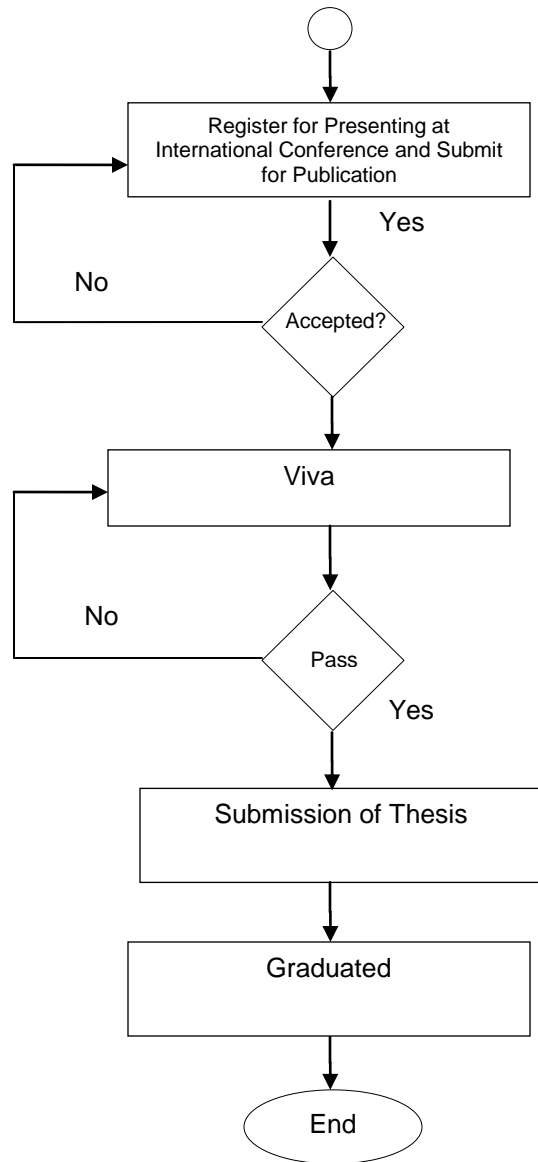 Register for Presenting at
International Conference and Submit
for Publication
Yes
No
Accepted?
Viva
No
Pass
Yes
Submission of Thesis
Graduated
End